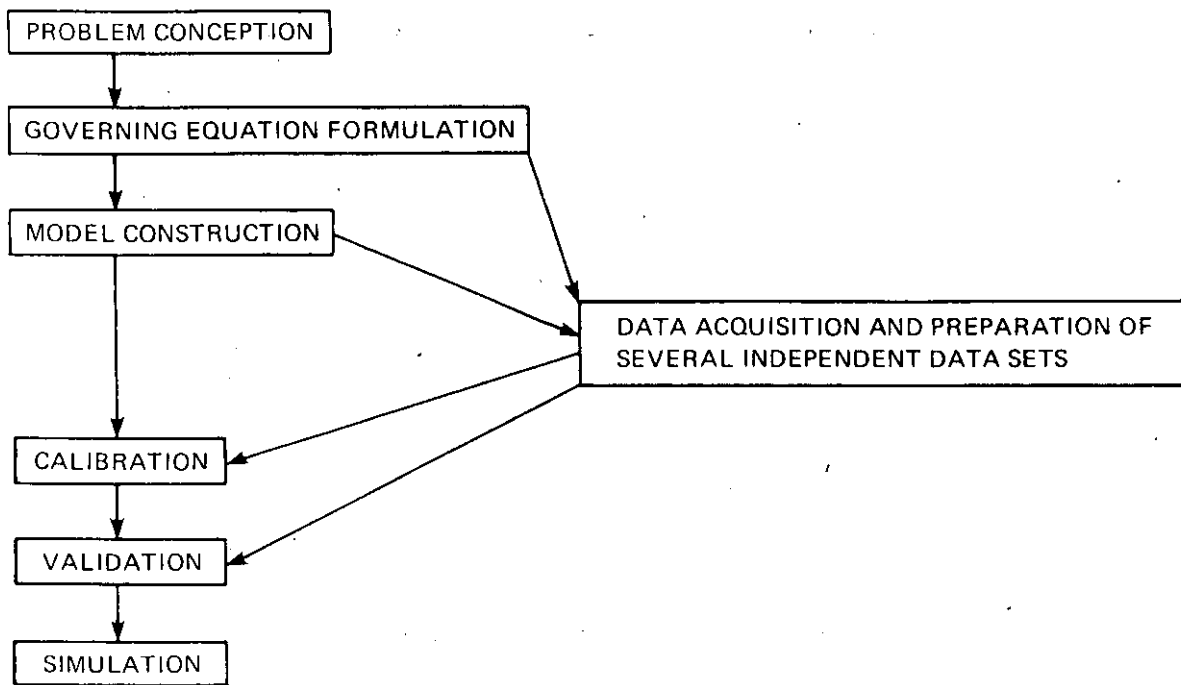 PROBLEM CONCEPTION
GOVERNING EQUATION FORMULATION
MODEL CONSTRUCTION
DATA ACQUISITION AND PREPARATION OF
SEVERAL INDEPENDENT DATA SETS
CALIBRATION
VALIDATION
SIMULATION